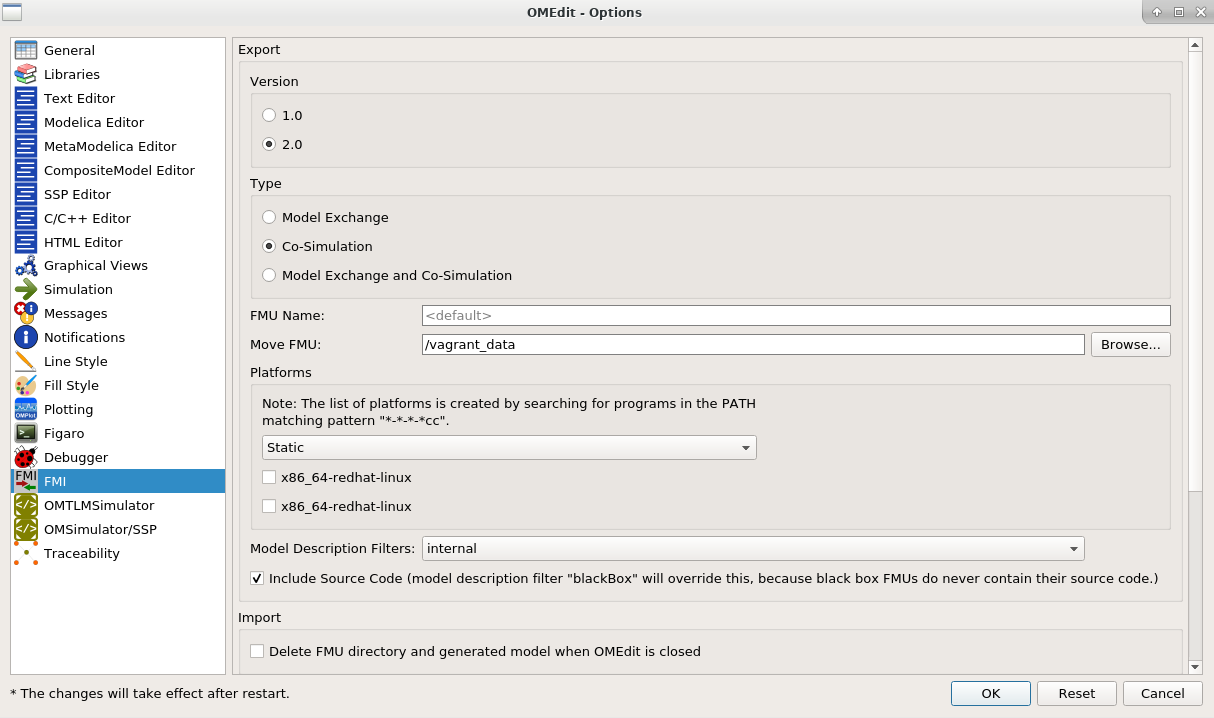 OMEdit - Options
General
Libraries
Text Editor
Modelica Editor
MetaModelica Editor
CompositeModel Editor
SSP Editor
C/C++ Editor
HTML Editor
Graphical Views
Simulation
Messages
Notifications
Line Style
Fill Style
OMPlot
Plotting
>_
Figaro
Debugger
FMI
FMI
</>
OMTLMSimulator
</>
OMSimulator/SSP
Traceability
Export
Version
1.0
2.0
Type
Model Exchange
Co-Simulation
Model Exchange and Co-Simulation
FMU Name:
<default>
Move FMU:
/vagrant_data
Browse...
Platforms
Note: The list of platforms is created by searching for programs in the PATH
matching pattern "*-*-*-*cc".
Static
x86_64-redhat-linux
x86_64-redhat-linux
Model Description Filters:
internal
Include Source Code (model description filter "blackBox" will override this, because black box FMUs do never contain their source code.)
Import
Delete FMU directory and generated model when OMEdit is closed
* The changes will take effect after restart.
OK
Reset
Cancel